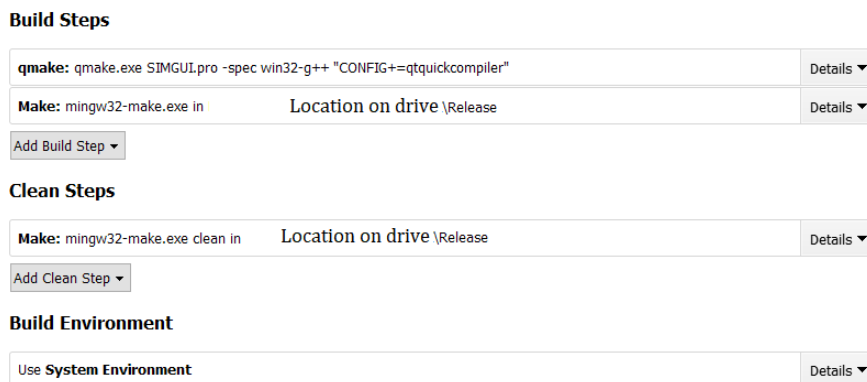 Build Steps
qmake: qmake.exe SIMGUI.pro -spec win32-g++ "CONFIG+=qtquickcompiler" Details
Make: mingw32-make.exe in Location on drive \Release Details
Add Build Step
Clean Steps
Make: mingw32-make.exe clean in Location on drive \Release Details
Add Clean Step
Build Environment
Use System Environment Details